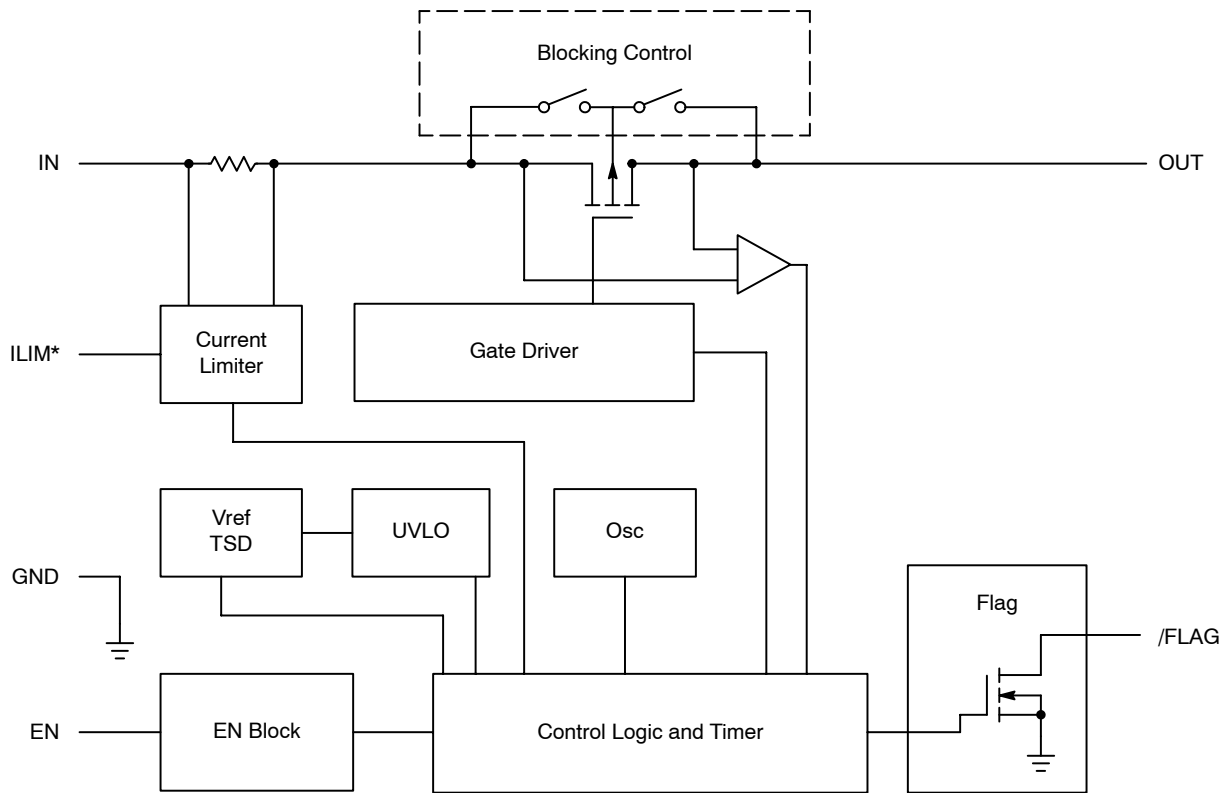 Blocking Control
IN
OUT
Current
Limiter
ILIM*
Gate Driver
Vref
TSD
UVLO
Osc
GND
Flag
/FLAG
EN
EN Block
Control Logic and Timer